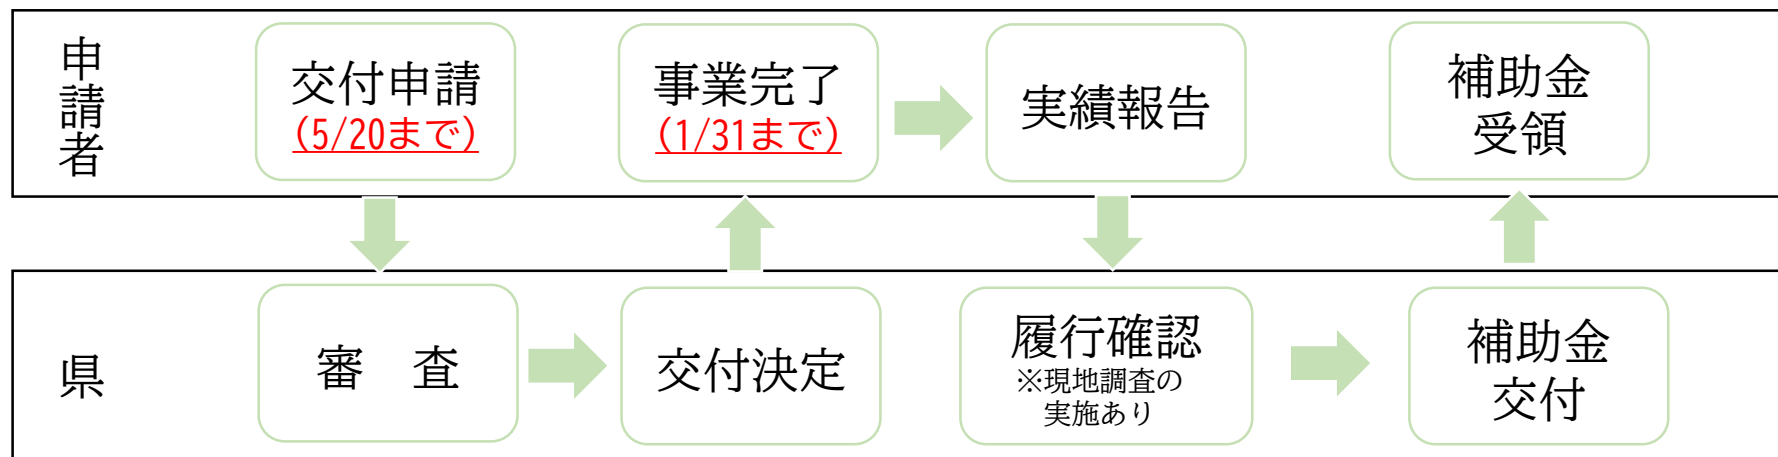 申請者
交付申請
(5/20まで)
事業完了
(1/31まで)
実績報告
補助金
受領
県
審　査
交付決定
履行確認
※現地調査の
実施あり
補助金
交付